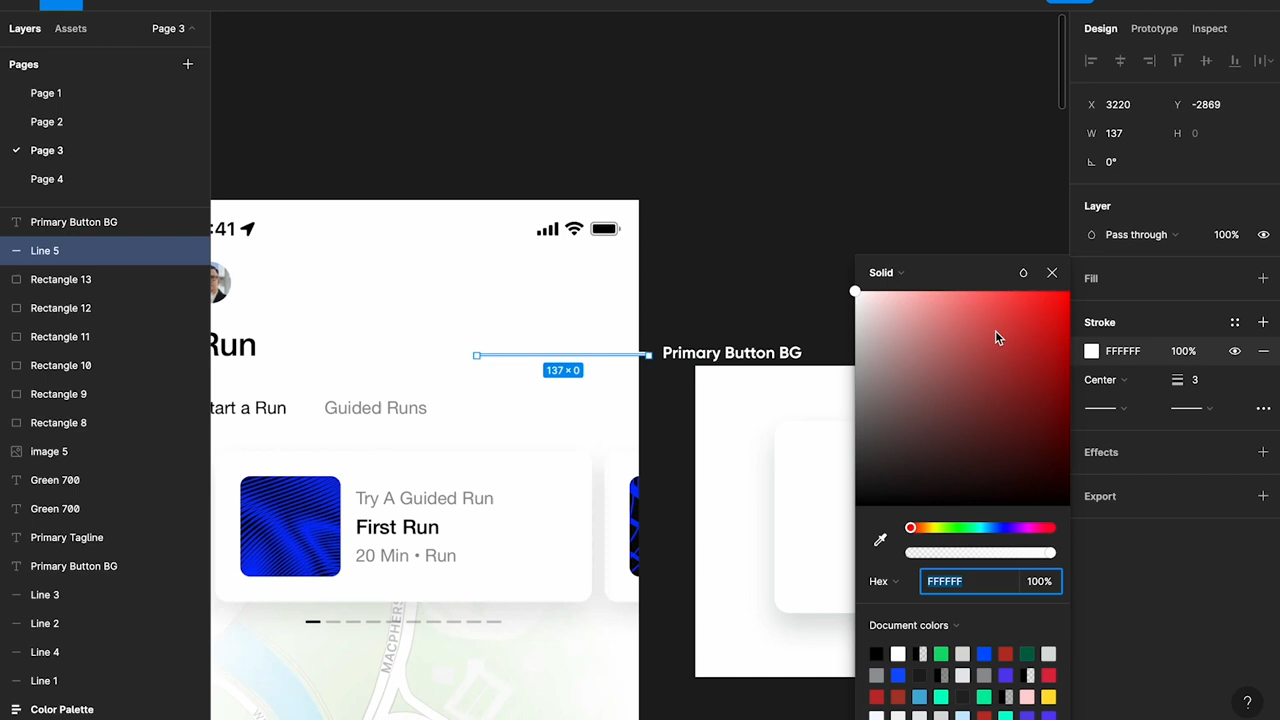 Layers Assets Page 3
Pages
Page 1
Page 2
Page 3
Page 4
Primary Button BG
Line 5
Rectangle 13
Rectangle 12
Rectangle 11
Rectangle 10
Rectangle 9
Rectangle 8
image 5
Green 700
Green 700
Primary Tagline
Primary Button BG
Line 3
Line 2
Line 4
Line 1
Color Palette
:41
Run
tart a Run Guided Runs
137 × 0
Try A Guided Run
First Run
20 Min • Run
MACPHERS
Primary Button BG
Solid
Hex FFFFFF 100%
Document colors
Design Prototype Inspect
X 3220 Y -2869
W 137 H 0
0°
Layer
Pass through 100%
Fill
Stroke
FFFFFF 100%
Center 3
Effects
Export
?